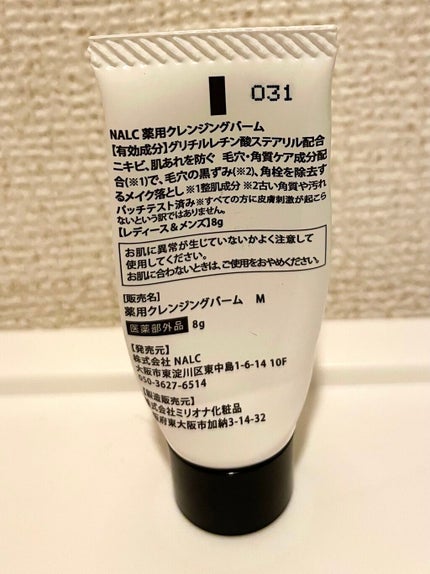 031
NALC 薬用クレンジングバーム
【有効成分】グリチルレチン酸ステアリル配合
ニキビ、肌あれを防ぐ 毛穴・角質ケア成分配
合(※1)で、毛穴の黒ずみ(※2)、角栓を除去す
るメイク落とし ※1整肌成分 ※2古い角質や汚れ
パッチテスト済み※すべての方に皮膚刺激が起こら
ないという訳ではありません。
【レディース&メンズ】8g
お肌に異常が生じていないかよく注意して
使用してください。
お肌に合わないときは、ご使用をおやめください。
[販売名]
薬用クレンジングバーム M
医薬部外品 8g
【発売元】
株式会社 NALC
大阪市東淀川区東中島1-6-14 10F
050-3627-6514
製造販売元】
式会社ミリオナ化粧品
府東大阪市加納3-14-32